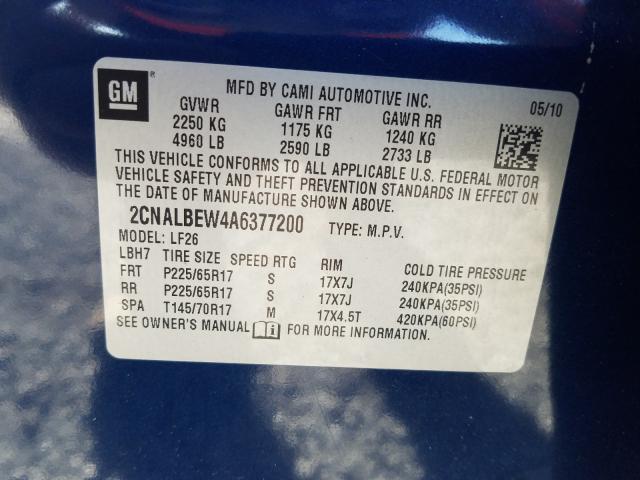 GM
®
MFD BY CAMI AUTOMOTIVE INC. 05/10
GVWR GAWR FRT GAWR RR
2250 KG 1175 KG 1240 KG
4960 LB 2590 LB 2733 LB
THIS VEHICLE CONFORMS TO ALL APPLICABLE U.S. FEDERAL MOTOR
VEHICLE SAFETY AND THEFT PREVENTION STANDARDS IN EFFECT ON
THE DATE OF MANUFACTURE SHOWN ABOVE.
2CNALBEW4A6377200 TYPE: M.P.V.
MODEL: LF26
LBH7 TIRE SIZE SPEED RTG RIM COLD TIRE PRESSURE
FRT P225/65R17 S 17X7J 240KPA(35PSI)
RR P225/65R17 S 17X7J 240KPA(35PSI)
SPA T145/70R17 M 17X4.5T 420KPA(60PSI)
SEE OWNER'S MANUAL i FOR MORE INFORMATION.